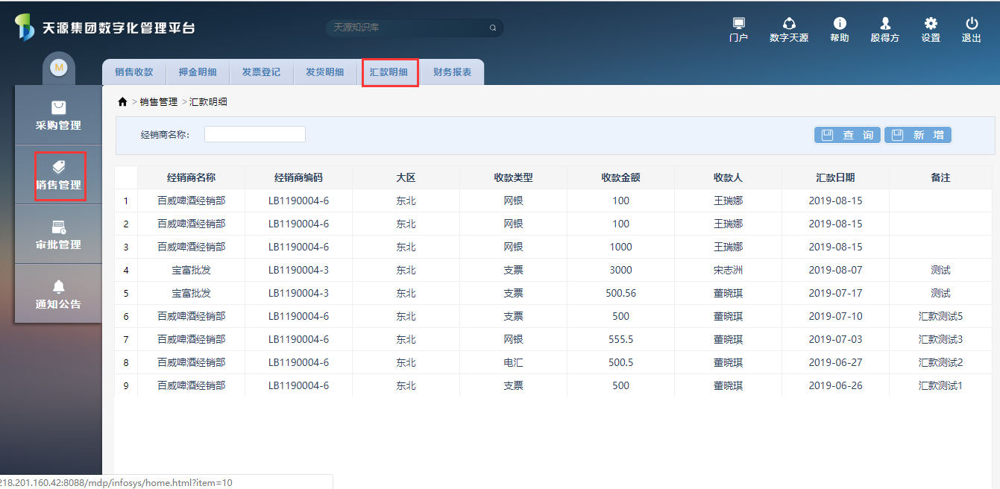 天源集团数字化管理平台
天源知识库
门户 数字天源 帮助 股得方 设置 退出
M
销售收款 押金明细 发票登记 发货明细 汇款明细 财务报表
采购管理
销售管理
审批管理
通知公告
> 销售管理 > 汇款明细
经销商名称： 查 询 新 增
经销商名称 经销商编码 大区 收款类型 收款金额 收款人 汇款日期 备注
1 百威啤酒经销部 LB1190004-6 东北 网银 100 王瑞娜 2019-08-15
2 百威啤酒经销部 LB1190004-6 东北 网银 100 王瑞娜 2019-08-15
3 百威啤酒经销部 LB1190004-6 东北 网银 1000 王瑞娜 2019-08-15
4 宝富批发 LB1190004-3 东北 支票 3000 宋志洲 2019-08-07 测试
5 宝富批发 LB1190004-3 东北 支票 500.56 董晓琪 2019-07-17 测试
6 百威啤酒经销部 LB1190004-6 东北 支票 500 董晓琪 2019-07-10 汇款测试5
7 百威啤酒经销部 LB1190004-6 东北 网银 555.5 董晓琪 2019-07-03 汇款测试3
8 百威啤酒经销部 LB1190004-6 东北 电汇 500.5 董晓琪 2019-06-27 汇款测试2
9 百威啤酒经销部 LB1190004-6 东北 支票 500 董晓琪 2019-06-26 汇款测试1
218.201.160.42:8088/mdp/infosys/home.html?item=10